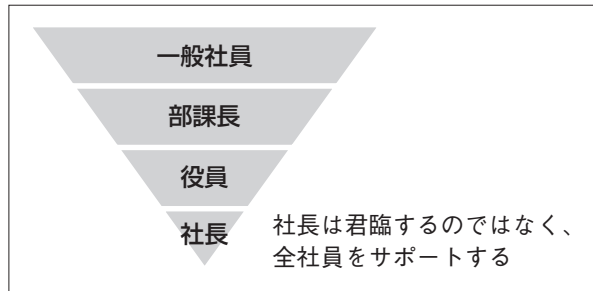 一般社員
部課長
役員
社長
社長は君臨するのではなく、
全社員をサポートする